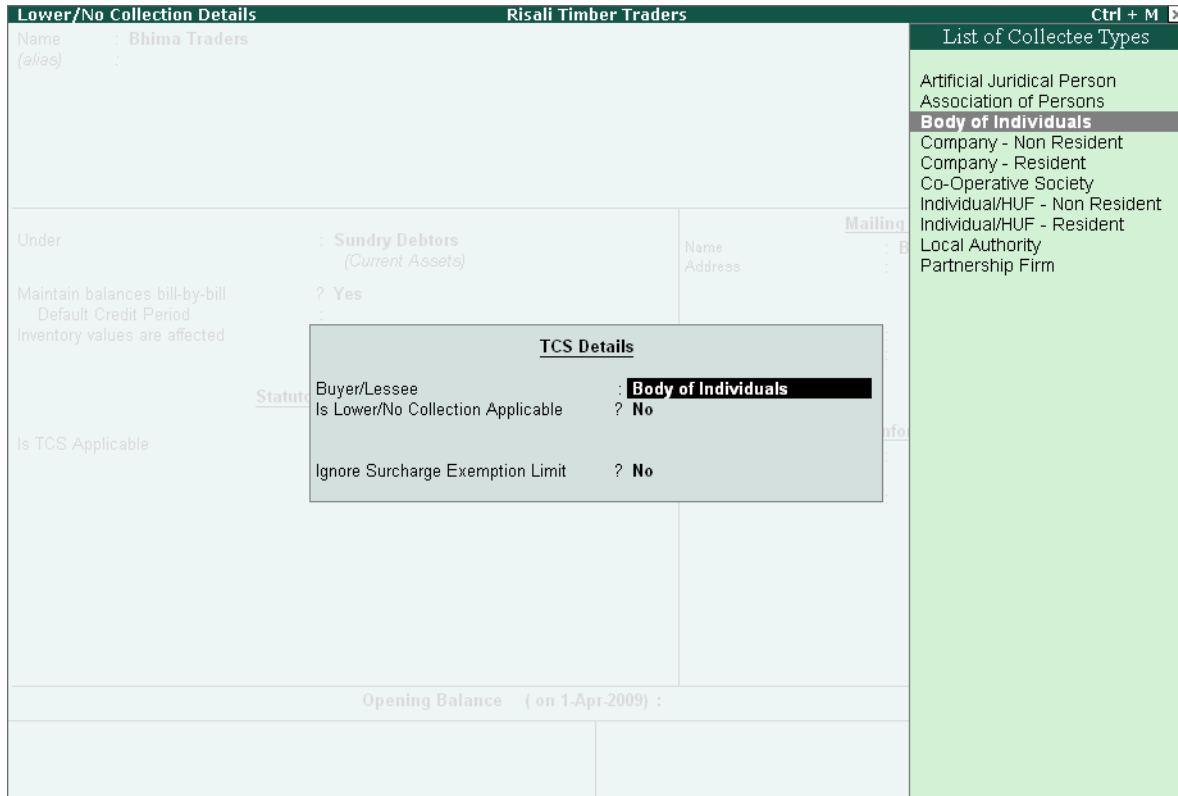 Lower/No Collection Details Risali Timber Traders Ctrl + M
Name : Bhima Traders
(alias) :
Under : Sundry Debtors
(Current Assets)
Maintain balances bill-by-bill ? Yes
Default Credit Period :
Inventory values are affected
Mailing
Name : B
Address :
Statuto
Is TCS Applicable
nfor
TCS Details
Buyer/Lessee : Body of Individuals
Is Lower/No Collection Applicable ? No
Ignore Surcharge Exemption Limit ? No
Opening Balance ( on 1-Apr-2009) :
List of Collectee Types
Artificial Juridical Person
Association of Persons
Body of Individuals
Company - Non Resident
Company - Resident
Co-Operative Society
Individual/HUF - Non Resident
Individual/HUF - Resident
Local Authority
Partnership Firm